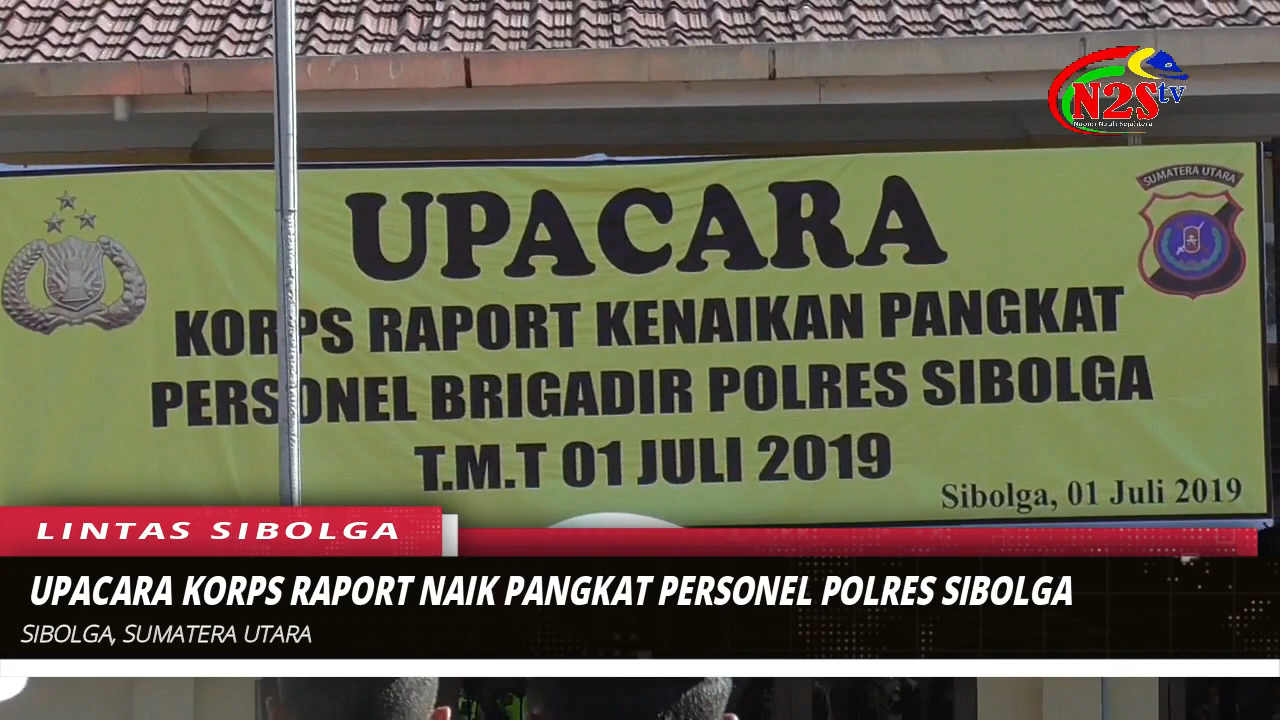 N2S tv
SUMATERA UTARA
UPACARA
KORPS RAPORT KENAIKAN PANGKAT
PERSONEL BRIGADIR POLRES SIBOLGA
T.M.T 01 JULI 2019
Sibolga, 01 Juli 2019
LINTAS SIBOLGA
UPACARA KORPS RAPORT NAIK PANGKAT PERSONEL POLRES SIBOLGA
SIBOLGA, SUMATERA UTARA